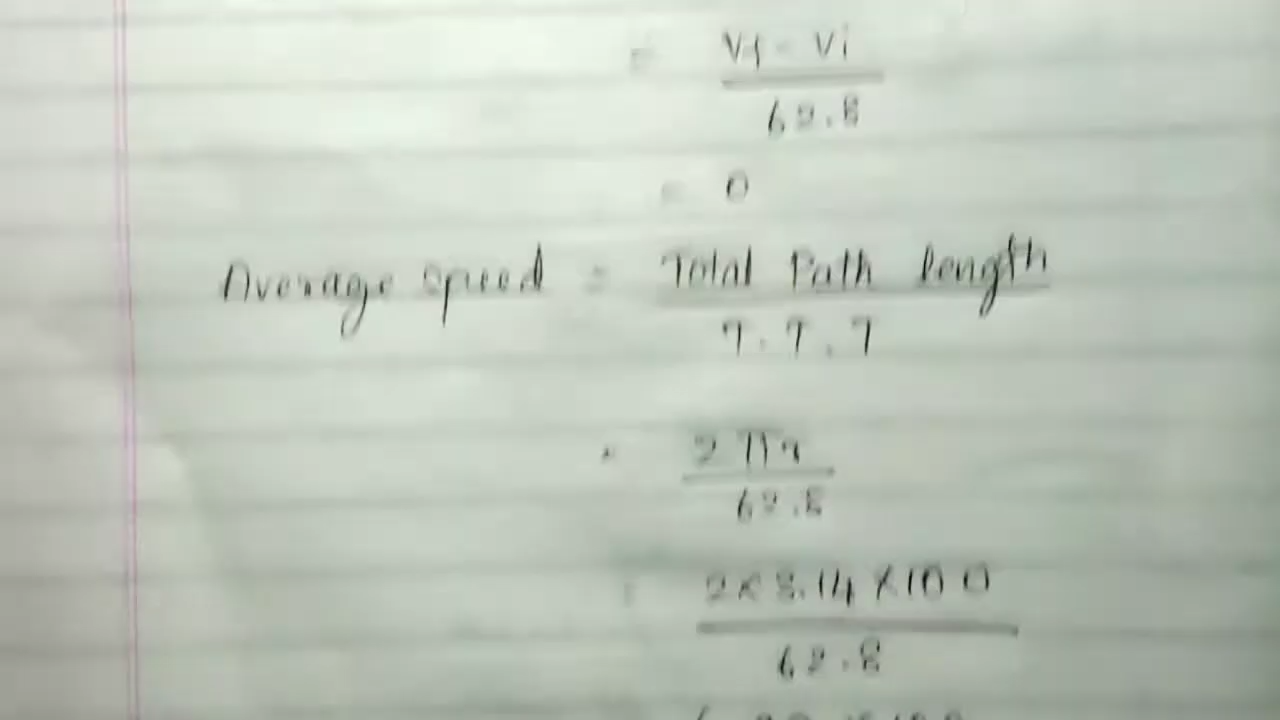 = Vf - Vi
62.8
= 0
Average speed = Total Path length
T.T.T
= 2πr
62.8
= 2×3.14×100
62.8